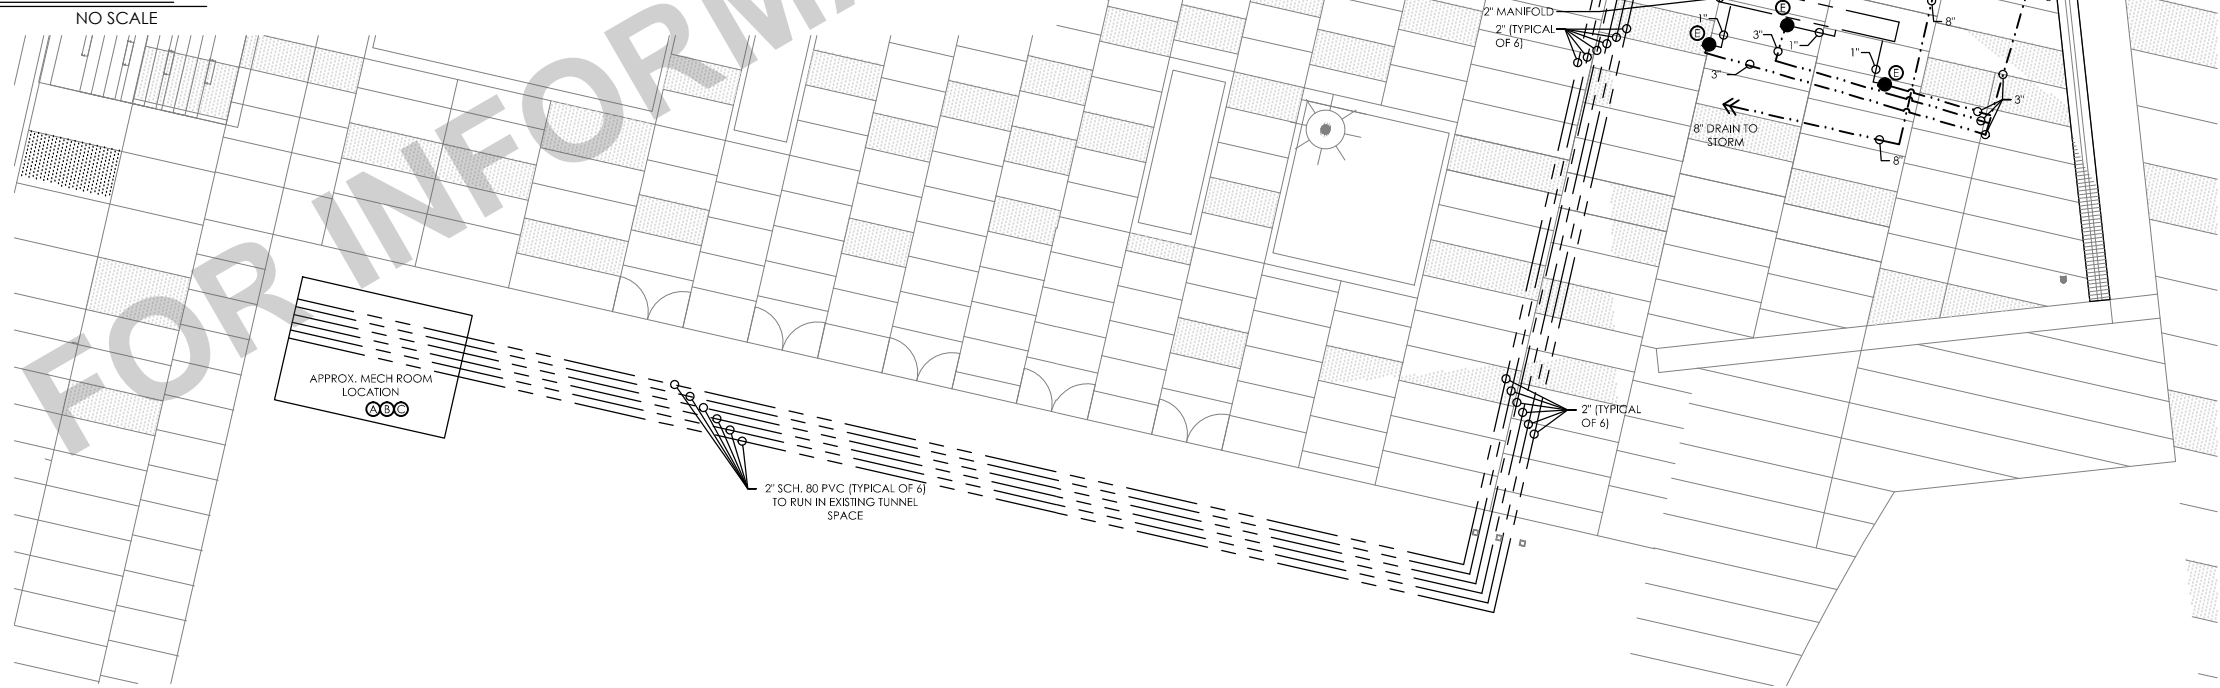 NO SCALE
FOR INFORMA
2" MANIFOLD
2" (TYPICAL
OF 6)
1"
E
E
3"
1"
8"
1"
E
3"
3"
8" DRAIN TO
STORM
8"
APPROX. MECH ROOM
LOCATION
A B C
2" (TYPICAL
OF 6)
2" SCH. 80 PVC (TYPICAL OF 6)
TO RUN IN EXISTING TUNNEL
SPACE